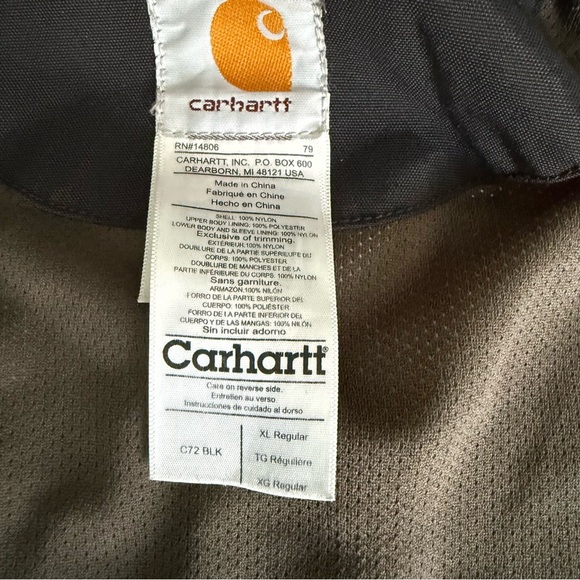 carhartt
RN#14806 79
CARHARTT, INC. P.O. BOX 600
DEARBORN, MI 48121 USA
Made in China
Fabriqué en Chine
Hecho en China
SHELL: 100% NYLON
UPPER BODY LINING: 100% POLYESTER
LOWER BODY AND SLEEVE LINING: 100% NYLON
Exclusive of trimming.
EXTÉRIEUR: 100% NYLON
DOUBLURE DE LA PARTIE SUPÉRIEURE DU
CORPS: 100% POLYESTER
DOUBLURE DE MANCHES ET DE LA
PARTIE INFÉRIEURE DU CORPS: 100% NYLON
Sans garniture.
ARMAZÓN: 100% NILÓN
FORRO DE LA PARTE SUPERIOR DEL
CUERPO: 100% POLIÉSTER
FORRO DE LA PARTE INFERIOR DEL
CUERPO Y DE LAS MANGAS: 100% NILÓN
Sin incluir adorno
Carhartt®
Care on reverse side.
Entretien au verso.
Instrucciones de cuidado al dorso
C72 BLK
XL Regular
TG Régulière
XG Regular